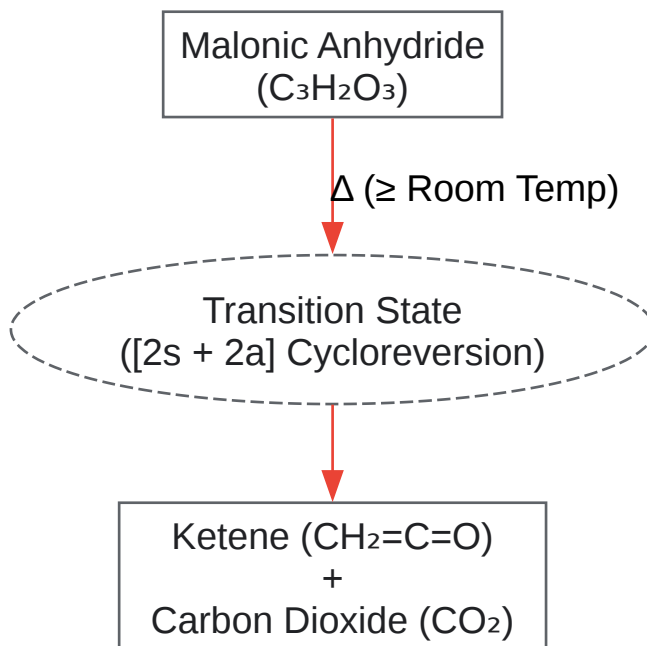 Malonic Anhydride
(C₃H₂O₃)
Δ (≥ Room Temp)
Transition State
([2s + 2a] Cycloreversion)
Ketene (CH₂=C=O)
+
Carbon Dioxide (CO₂)